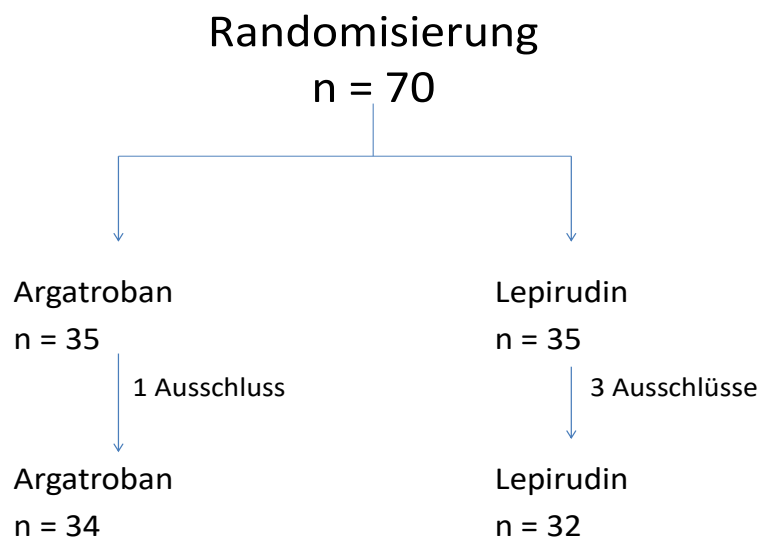 Randomisierung
n = 70
Argatroban
n = 35
Lepirudin
n = 35
1 Ausschluss
3 Ausschlüsse
Argatroban
n = 34
Lepirudin
n = 32